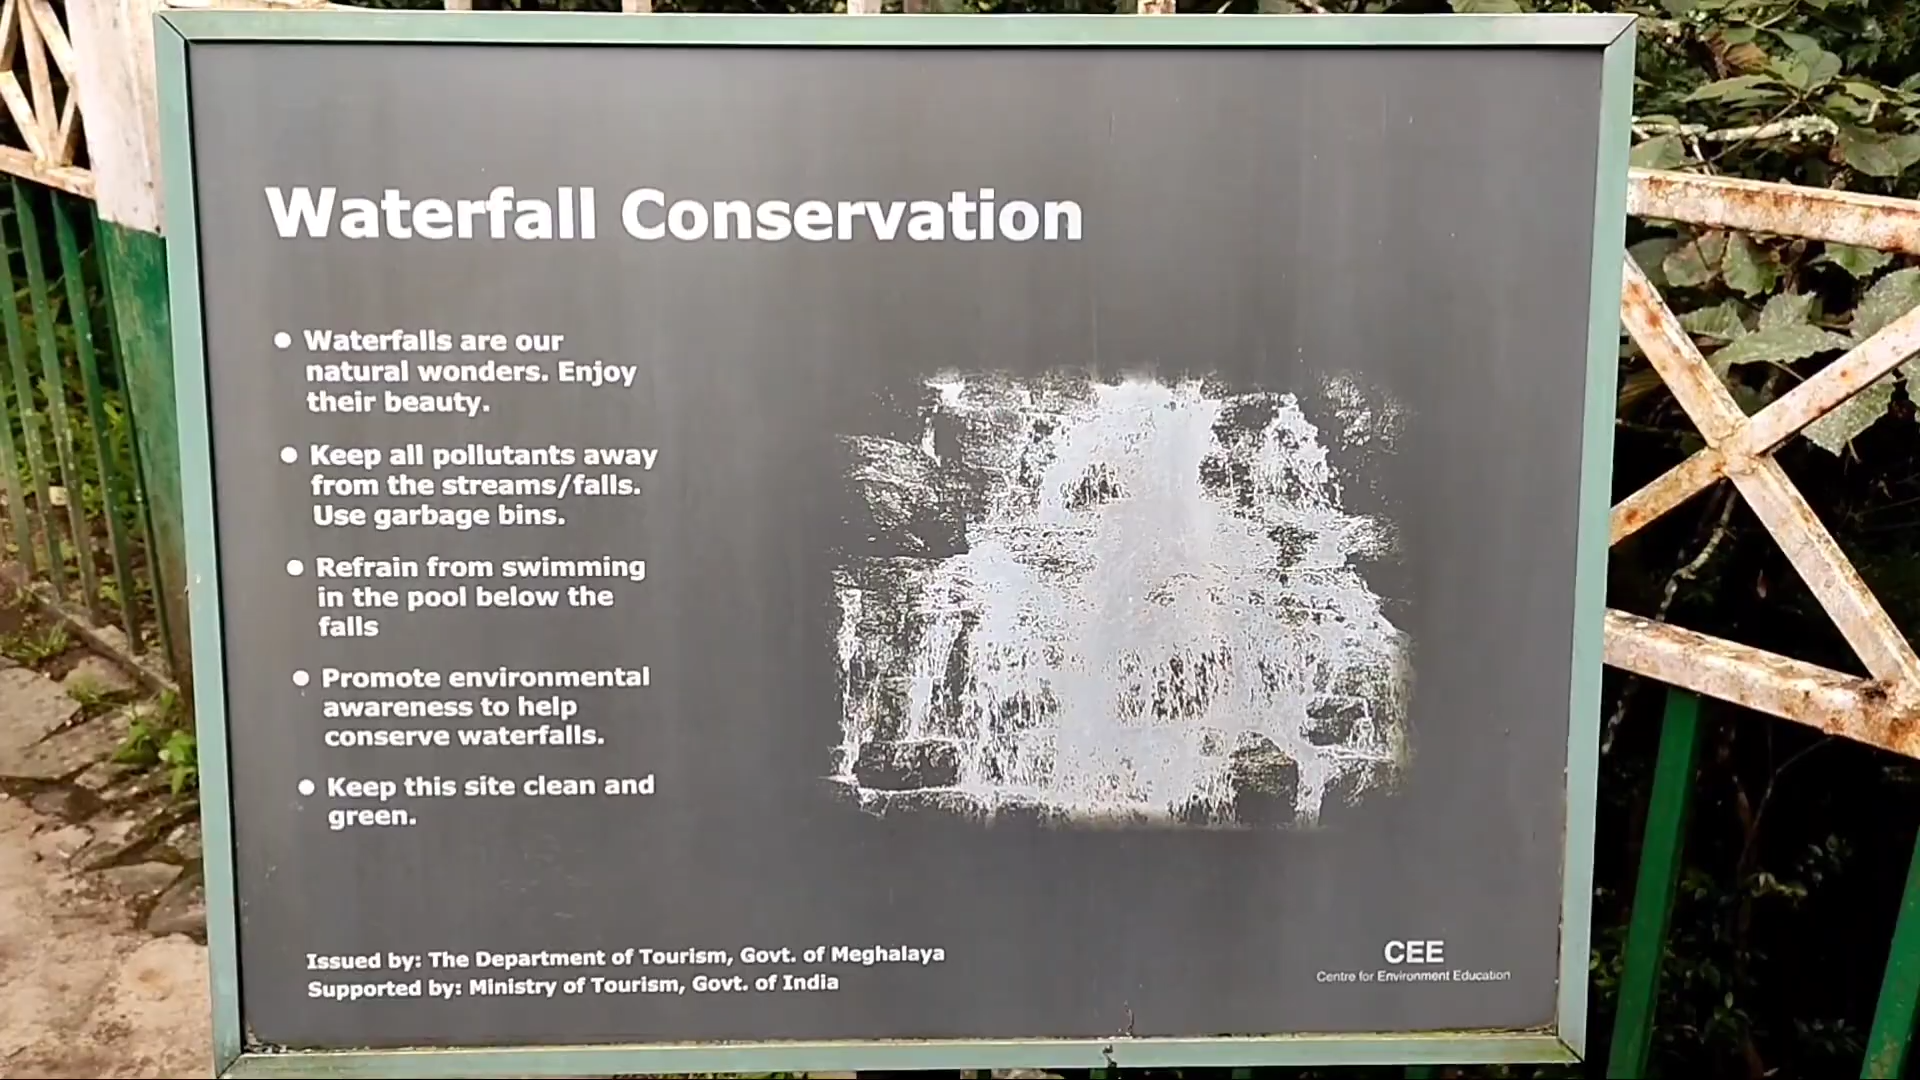 Waterfall Conservation
● Waterfalls are our
natural wonders. Enjoy
their beauty.
● Keep all pollutants away
from the streams/falls.
Use garbage bins.
● Refrain from swimming
in the pool below the
falls
● Promote environmental
awareness to help
conserve waterfalls.
● Keep this site clean and
green.
Issued by: The Department of Tourism, Govt. of Meghalaya
Supported by: Ministry of Tourism, Govt. of India
CEE
Centre for Environment Education